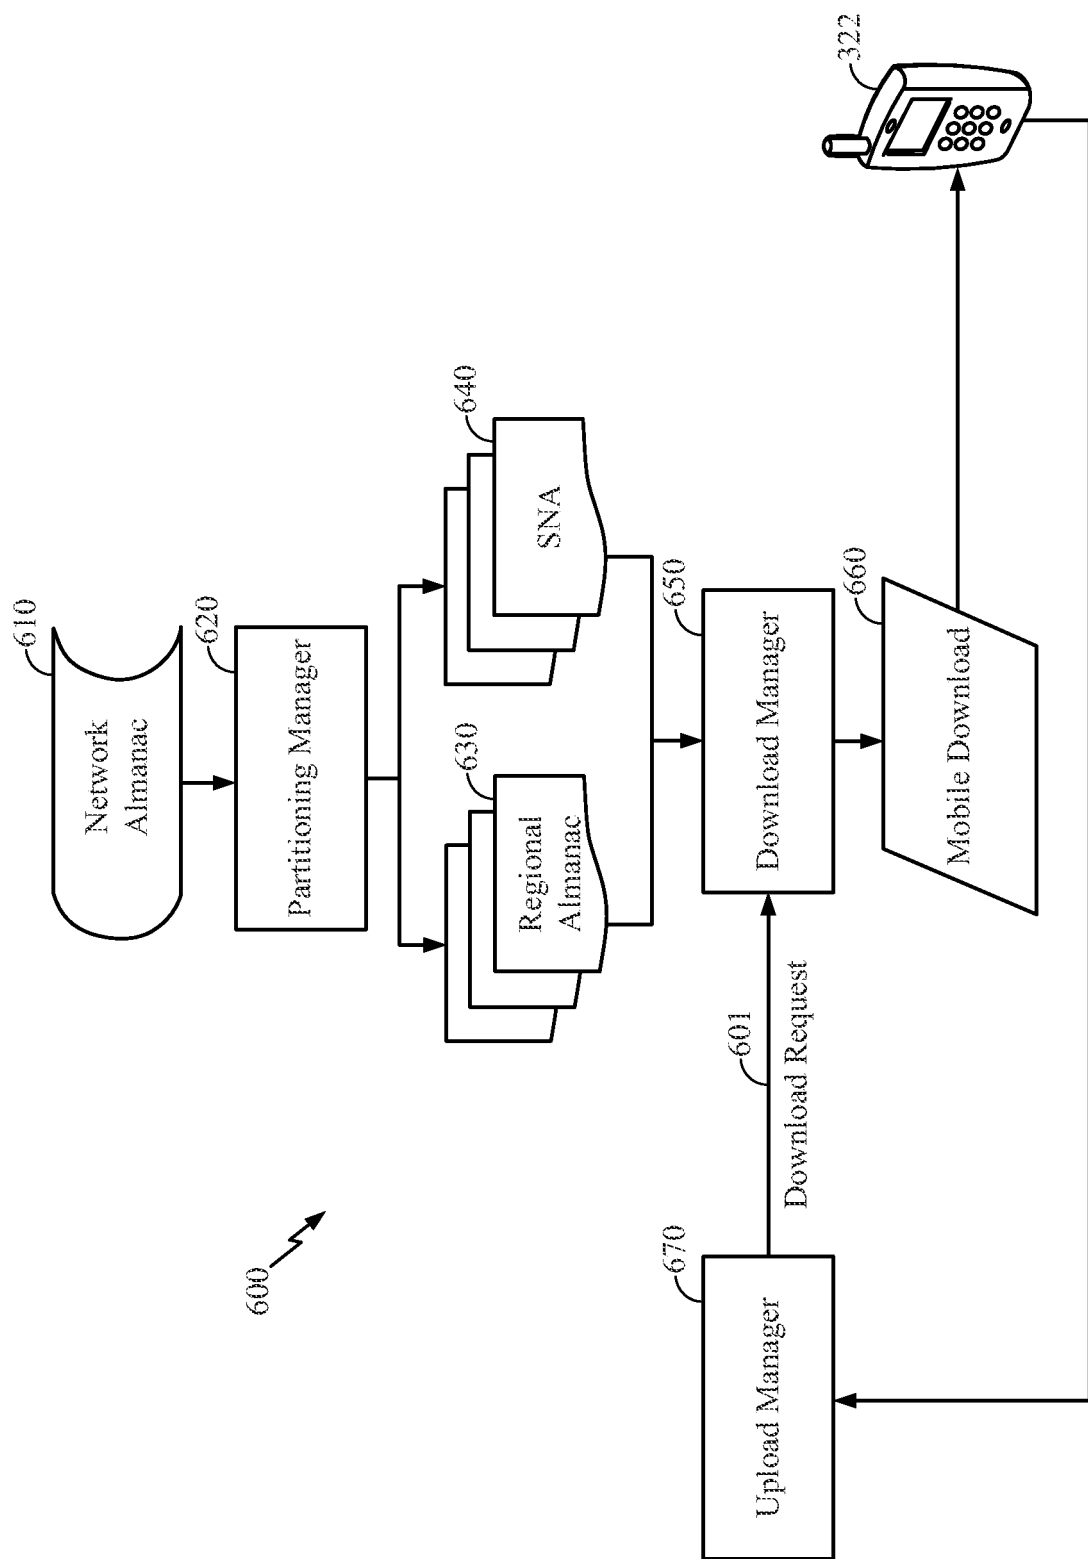 600
610
Network
Almanac
620
Partitioning Manager
630
Regional
Almanac
640
SNA
650
Download Manager
601
Download Request
670
Upload Manager
660
Mobile Download
322